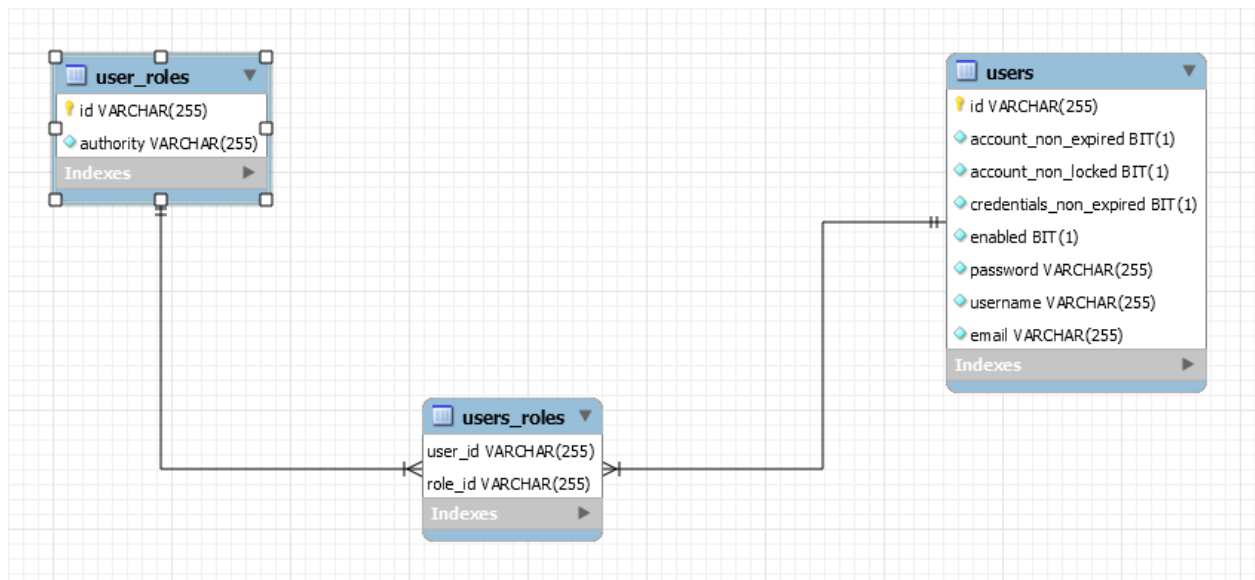 user_roles
id VARCHAR(255)
authority VARCHAR(255)
Indexes
users
id VARCHAR(255)
account_non_expired BIT(1)
account_non_locked BIT(1)
credentials_non_expired BIT(1)
enabled BIT(1)
password VARCHAR(255)
username VARCHAR(255)
email VARCHAR(255)
Indexes
users_roles
user_id VARCHAR(255)
role_id VARCHAR(255)
Indexes